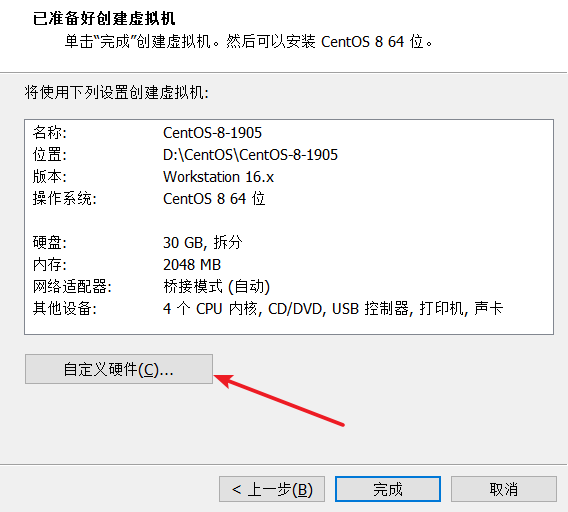 已准备好创建虚拟机
单击“完成”创建虚拟机。然后可以安装 CentOS 8 64 位。
将使用下列设置创建虚拟机:
名称: CentOS-8-1905
位置: D:\CentOS\CentOS-8-1905
版本: Workstation 16.x
操作系统: CentOS 8 64 位
硬盘: 30 GB, 拆分
内存: 2048 MB
网络适配器: 桥接模式 (自动)
其他设备: 4 个 CPU 内核, CD/DVD, USB 控制器, 打印机, 声卡
自定义硬件(C)...
< 上一步(B) 完成 取消